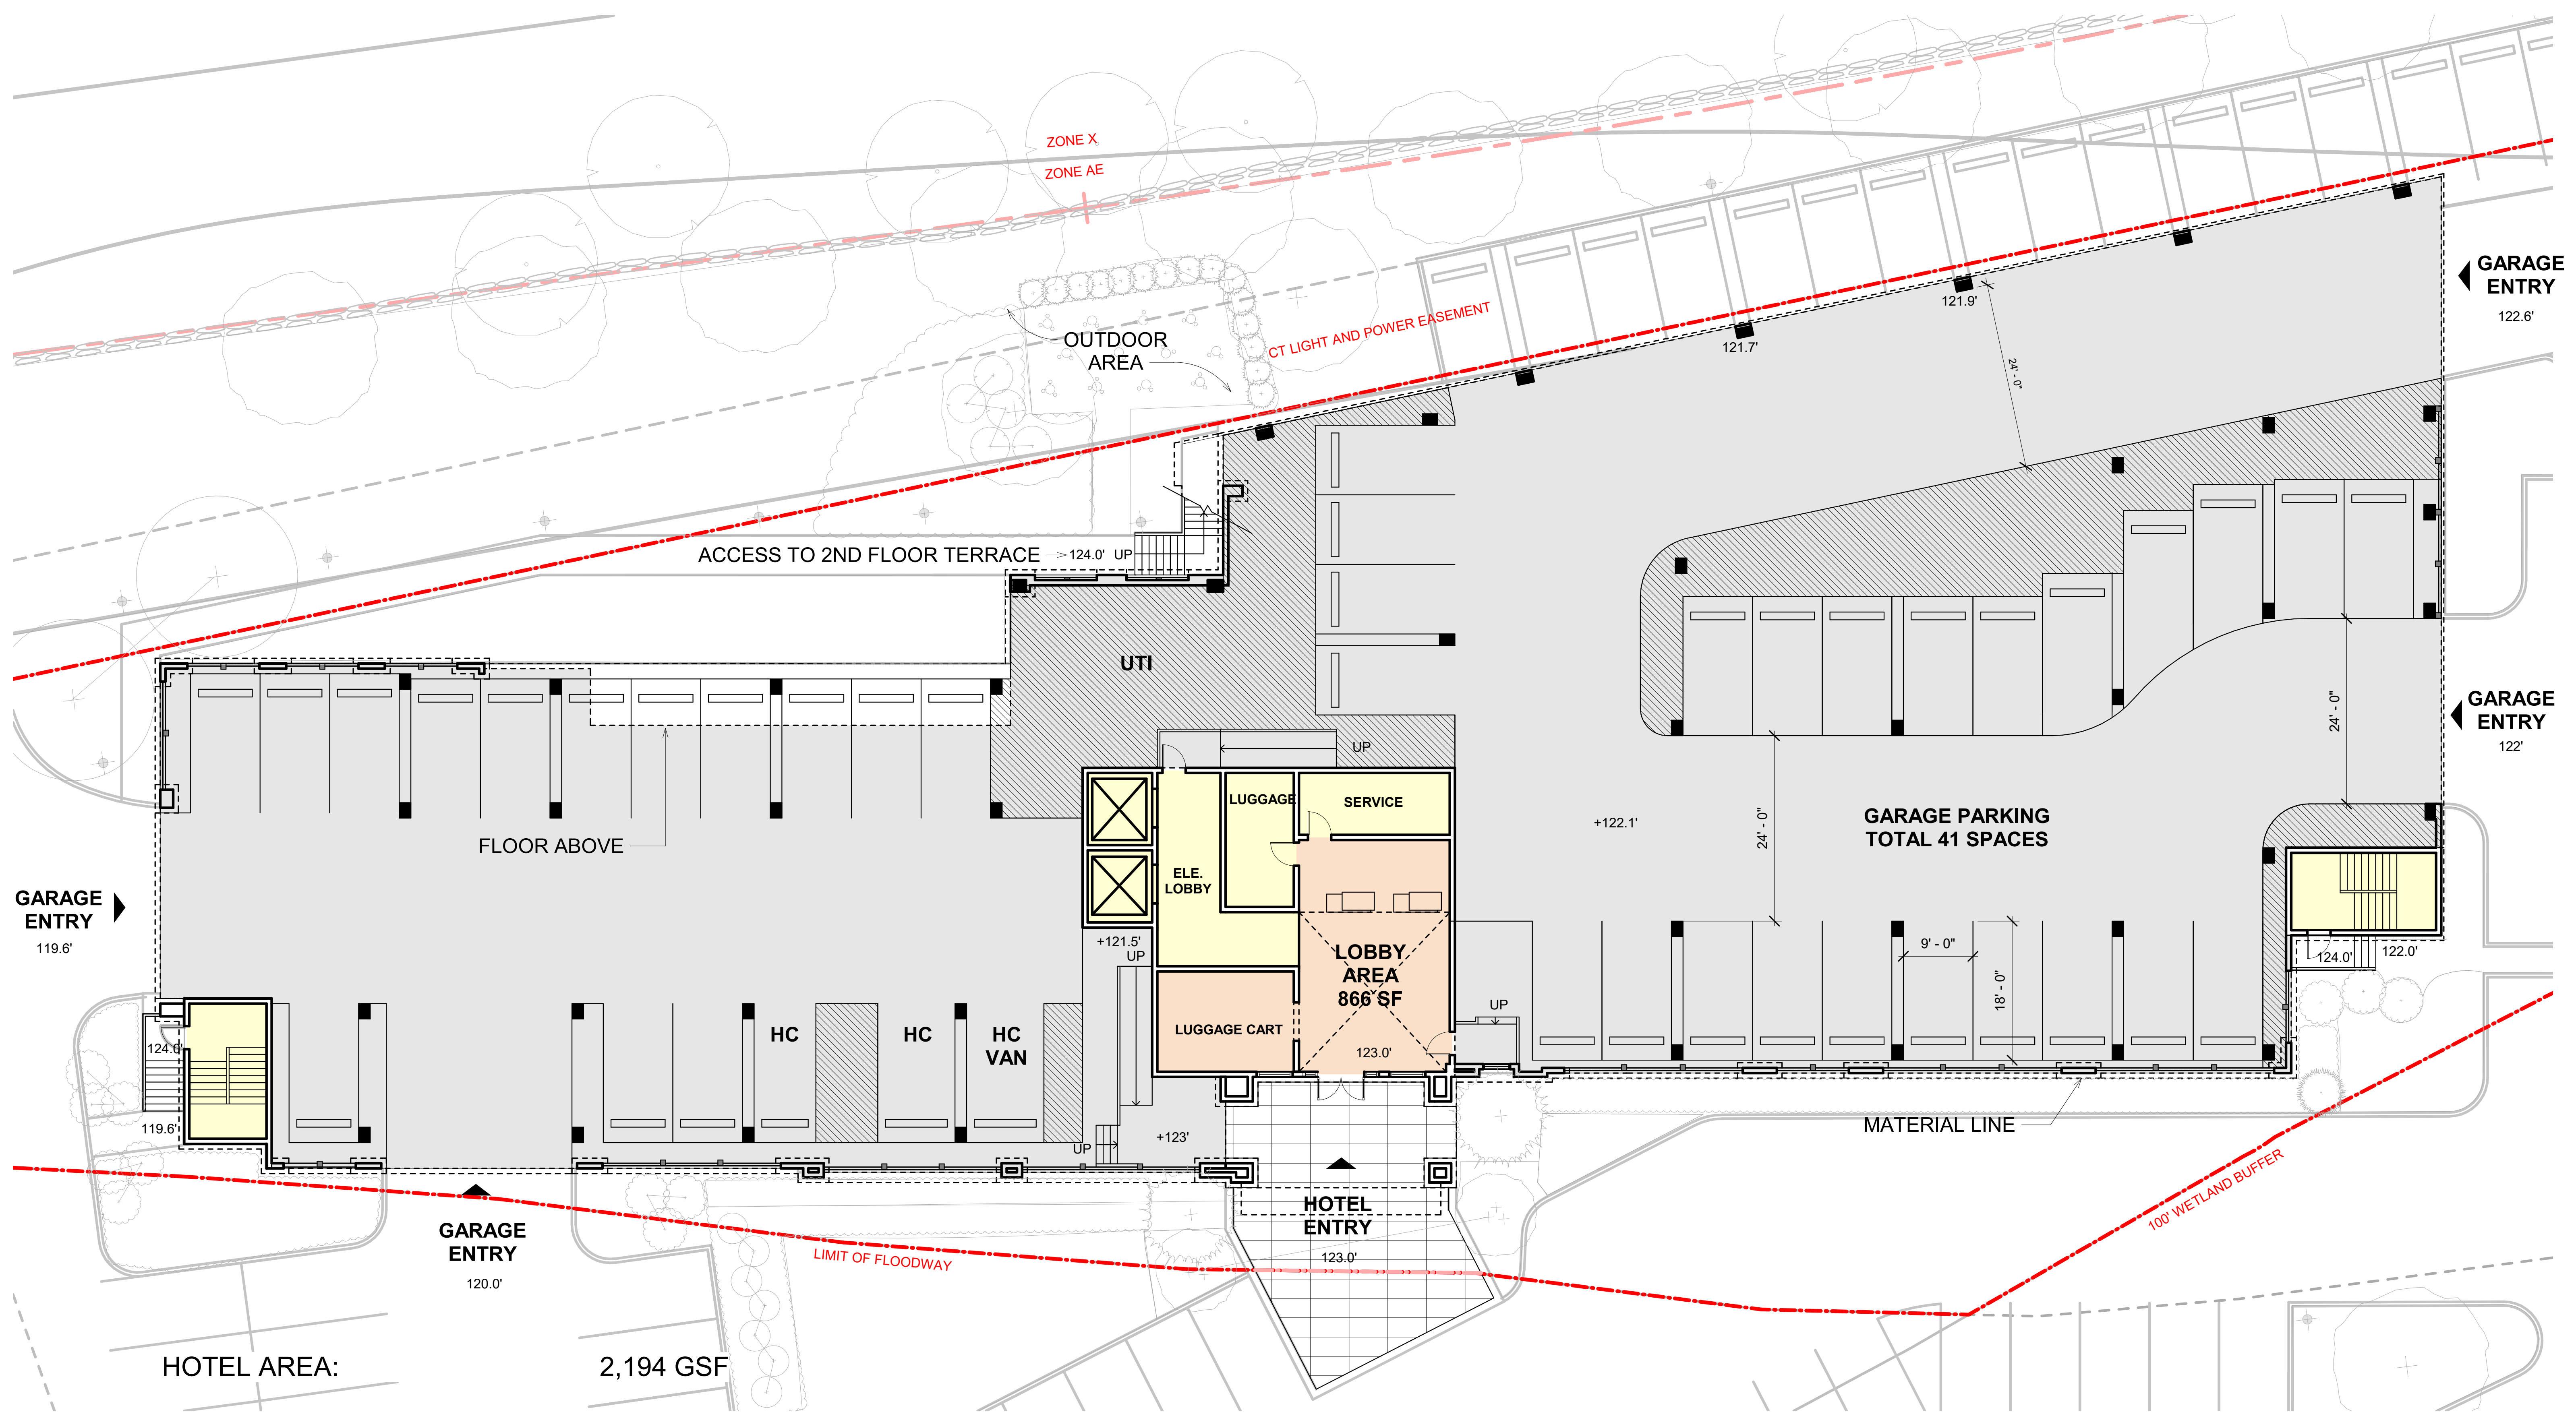 ZONE X
ZONE AE
GARAGE
ENTRY
122.6'
121.9'
CT LIGHT AND POWER EASEMENT
121.7'
OUTDOOR
AREA
24' - 0"
ACCESS TO 2ND FLOOR TERRACE
124.0' UP
UTI
GARAGE
ENTRY
122'
24' - 0"
UP
LUGGAGE
SERVICE
+122.1'
24' - 0"
GARAGE PARKING
TOTAL 41 SPACES
FLOOR ABOVE
ELE.
LOBBY
GARAGE
ENTRY
119.6'
+121.5'
UP
LOBBY
AREA
866 SF
9' - 0"
18' - 0"
124.0'
122.0'
UP
HC
HC
HC
VAN
LUGGAGE CART
123.0'
124.0'
119.6'
UP
+123'
MATERIAL LINE
100' WETLAND BUFFER
GARAGE
ENTRY
120.0'
HOTEL
ENTRY
123.0'
LIMIT OF FLOODWAY
HOTEL AREA: 2,194 GSF